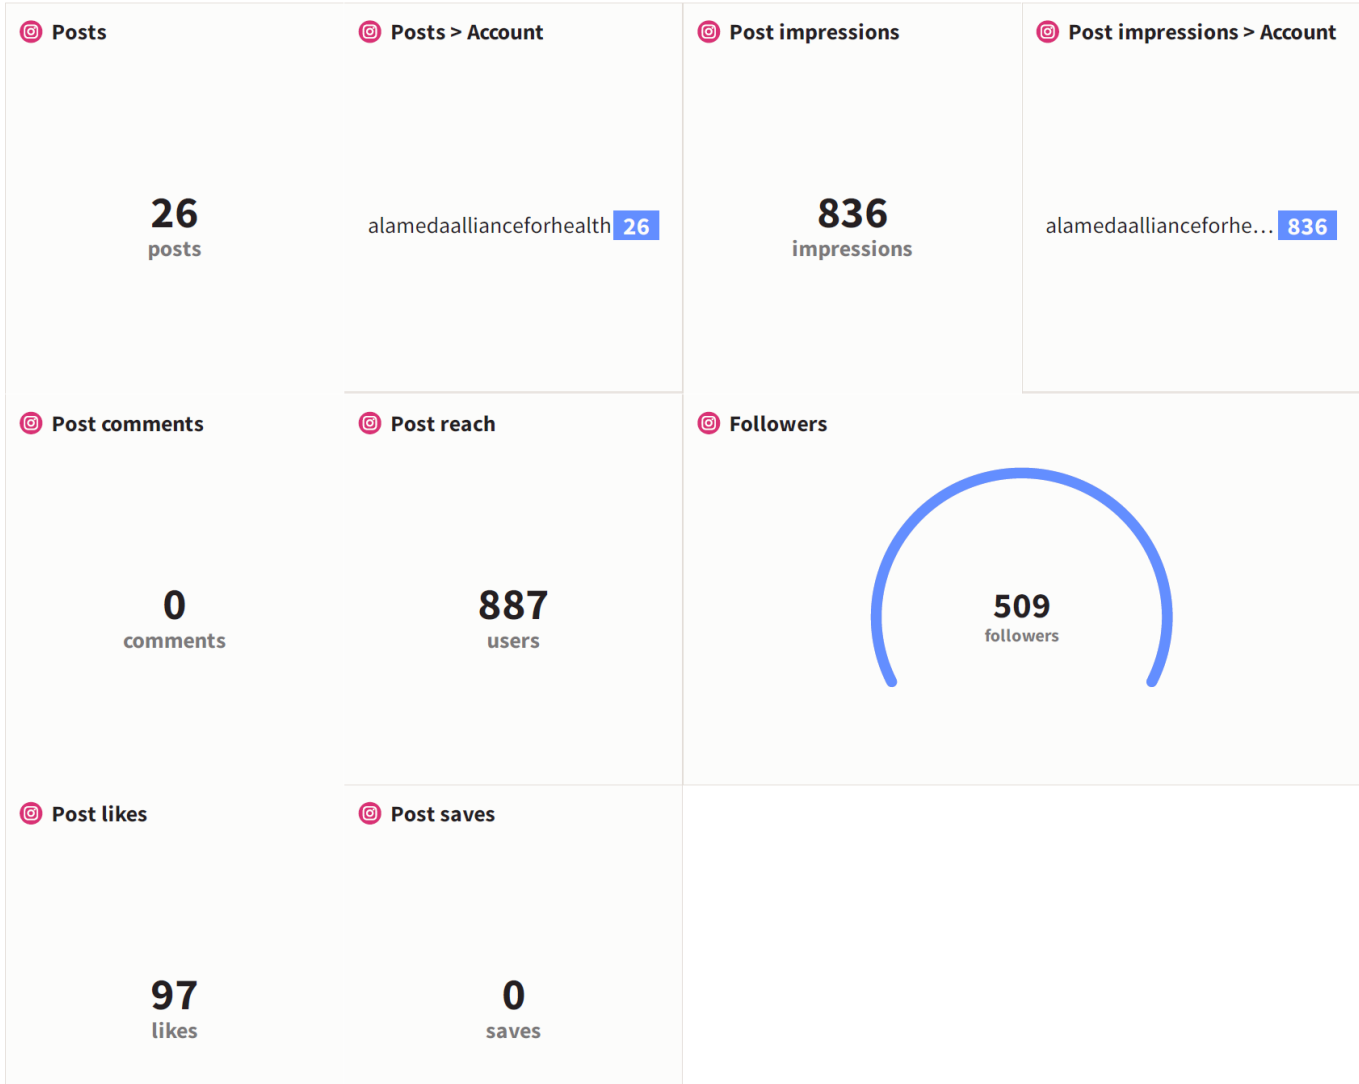 Posts
26
posts
Posts > Account
alamedaallianceforhealth 26
Post impressions
836
impressions
Post impressions > Account
alamedaallianceforhe... 836
Post comments
0
comments
Post reach
887
users
Followers
509
followers
Post likes
97
likes
Post saves
0
saves